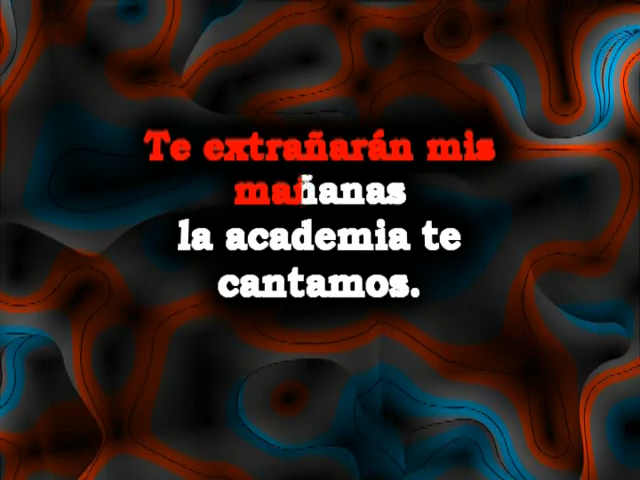 Te extrañarán mis
mañanas
la academia te
cantamos.